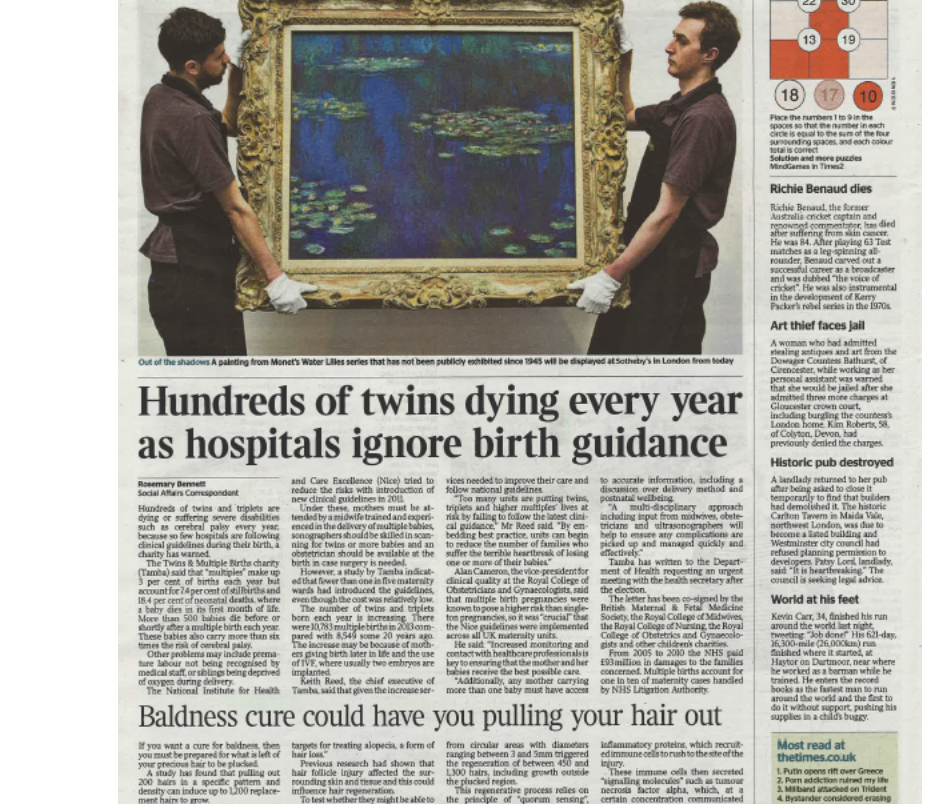 Out of the shadows A painting from Monet's Water Lilies series that has not been publicly exhibited since 1945 will be displayed at Sotheby's in London from today
Hundreds of twins dying every year
as hospitals ignore birth guidance
Rosemary Bennett
Social Affairs Correspondent
Hundreds of twins and triplets are
dying or suffering severe disabilities
such as cerebral palsy every year,
because so few hospitals are following
clinical guidelines during their birth, a
charity has warned.
The Twins & Multiple Births charity
(Tamba) said that "multiples" make up
3 per cent of births each year but
account for 7.4 per cent of stillbirths and
18.4 per cent of neonatal deaths, where
a baby dies in its first month of life.
More than 500 babies die before or
shortly after a multiple birth each year.
These babies also carry more than six
times the risk of cerebral palsy.
Other problems may include prema-
ture labour not being recognised by
medical staff, or siblings being deprived
of oxygen during delivery.
The National Institute for Health
and Care Excellence (Nice) tried to
reduce the risks with introduction of
new clinical guidelines in 2011.
Under these, mothers must be at-
tended by a midwife trained and experi-
enced in the delivery of multiple babies,
sonographers should be skilled in scan-
ning for twins or more babies and an
obstetrician should be available at the
birth in case surgery is needed.
However, a study by Tamba indicat-
ed that fewer than one in five maternity
wards had introduced the guidelines,
even though the cost was relatively low.
The number of twins and triplets
born each year is increasing. There
were 10,783 multiple births in 2013 com-
pared with 8,549 some 20 years ago.
The increase may be because of moth-
ers giving birth later in life and the use
of IVF, where usually two embryos are
implanted.
Keith Reed, the chief executive of
Tamba, said that given the increase ser-
vices needed to improve their care and
follow national guidelines.
"Too many units are putting twins,
triplets and higher multiples' lives at
risk by failing to follow the latest clini-
cal guidance," Mr Reed said. "By em-
bedding best practice, units can begin
to reduce the number of families who
suffer the terrible heartbreak of losing
one or more of their babies."
Alan Cameron, the vice-president for
clinical quality at the Royal College of
Obstetricians and Gynaecologists, said
that multiple birth pregnancies were
known to pose a higher risk than single-
ton pregnancies, so it was "crucial" that
the Nice guidelines were implemented
across all UK maternity units.
He said: "Increased monitoring and
contact with healthcare professionals is
key to ensuring that the mother and her
babies receive the best possible care.
"Additionally, any mother carrying
more than one baby must have access
to accurate information, including a
discussion over delivery method and
postnatal wellbeing.
"A multi-disciplinary approach
including input from midwives, obste-
tricians and ultrasonographers will
help to ensure any complications are
picked up and managed quickly and
effectively."
Tamba has written to the Depart-
ment of Health requesting an urgent
meeting with the health secretary after
the election.
The letter has been co-signed by the
British Maternal & Fetal Medicine
Society, the Royal College of Midwives,
the Royal College of Nursing, the Royal
College of Obstetrics and Gynaecolo-
gists and other children's charities.
From 2005 to 2010 the NHS paid
£93million in damages to the families
concerned. Multiple births account for
one in ten of maternity cases handled
by NHS Litigation Authority.
Baldness cure could have you pulling your hair out
If you want a cure for baldness, then
you must be prepared for what is left of
your precious hair to be plucked.
A study has found that pulling out
200 hairs in a specific pattern and
density can induce up to 1,200 replace-
ment hairs to grow.
targets for treating alopecia, a form of
hair loss."
Previous research had shown that
hair follicle injury affected the sur-
rounding skin and tissue and this could
influence hair regeneration.
To test whether they might be able to
from circular areas with diameters
ranging between 3 and 5mm triggered
the regeneration of between 450 and
1,300 hairs, including growth outside
the plucked region.
This regenerative process relies on
the principle of "quorum sensing",
inflammatory proteins, which recruit-
ed immune cells to rush to the site of the
injury.
These immune cells then secreted
"signalling molecules" such as tumour
necrosis factor alpha, which, at a
certain concentration communicated
22 30
13 19
18 17 10
Place the numbers 1 to 9 in the
spaces so that the number in each
circle is equal to the sum of the four
surrounding spaces, and each colour
total is correct
Solution and more puzzles
MindGames in Times2
Richie Benaud dies
Richie Benaud, the former
Australia cricket captain and
renowned commentator, has died
after suffering from skin cancer.
He was 84. After playing 63 Test
matches as a leg-spinning all-
rounder, Benaud carved out a
successful career as a broadcaster
and was dubbed "the voice of
cricket". He was also instrumental
in the development of Kerry
Packer's rebel series in the 1970s.
Art thief faces jail
A woman who had admitted
stealing antiques and art from the
Dowager Countess Bathurst, of
Cirencester, while working as her
personal assistant was warned
that she would be jailed after she
admitted three more charges at
Gloucester crown court,
including burgling the countess's
London home. Kim Roberts, 58,
of Colyton, Devon, had
previously denied the charges.
Historic pub destroyed
A landlady returned to her pub
after being asked to close it
temporarily to find that builders
had demolished it. The historic
Carlton Tavern in Maida Vale,
northwest London, was due to
become a listed building and
Westminster city council had
refused planning permission to
developers. Patsy Lord, landlady,
said: "It is heartbreaking." The
council is seeking legal advice.
World at his feet
Kevin Carr, 34, finished his run
around the world last night,
tweeting: "Job done!" His 621-day,
16,300-mile (26,000km) run
finished where it started, at
Haytor on Dartmoor, near where
he worked as a barman while he
trained. He enters the record
books as the fastest man to run
around the world and the first to
do it without support, pushing his
supplies in a child's buggy.
Most read at
thetimes.co.uk
1. Putin opens rift over Greece
2. Porn addiction ruined my life
3. Miliband attacked on Trident
4. Bystander considered erasing